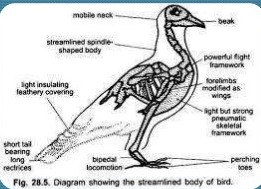 mobile neck
beak
streamlined spindle-
shaped body
powerful flight
framework
forelimbs
modified as
wings
light insulating
feathery covering
light but strong
pneumatic
skeletal
framework
short tail
bearing
long
rectrices
bipedal
locomotion
perching
toes
Fig. 28.5. Diagram showing the streamlined body of bird.